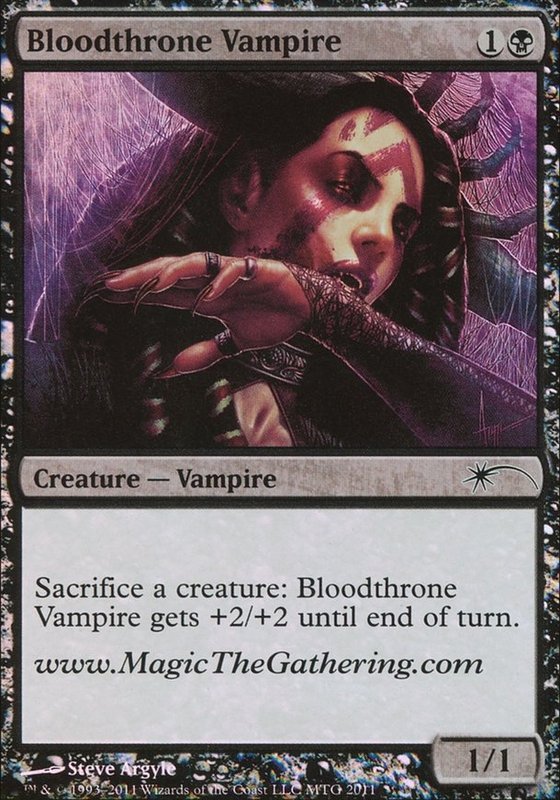 Bloodthrone Vampire 1
Creature — Vampire
Sacrifice a creature: Bloodthrone
Vampire gets +2/+2 until end of turn.
www.MagicTheGathering.com
1/1
Steve Argyle
™ & © 1993–2011 Wizards of the Coast LLC MTG 2011